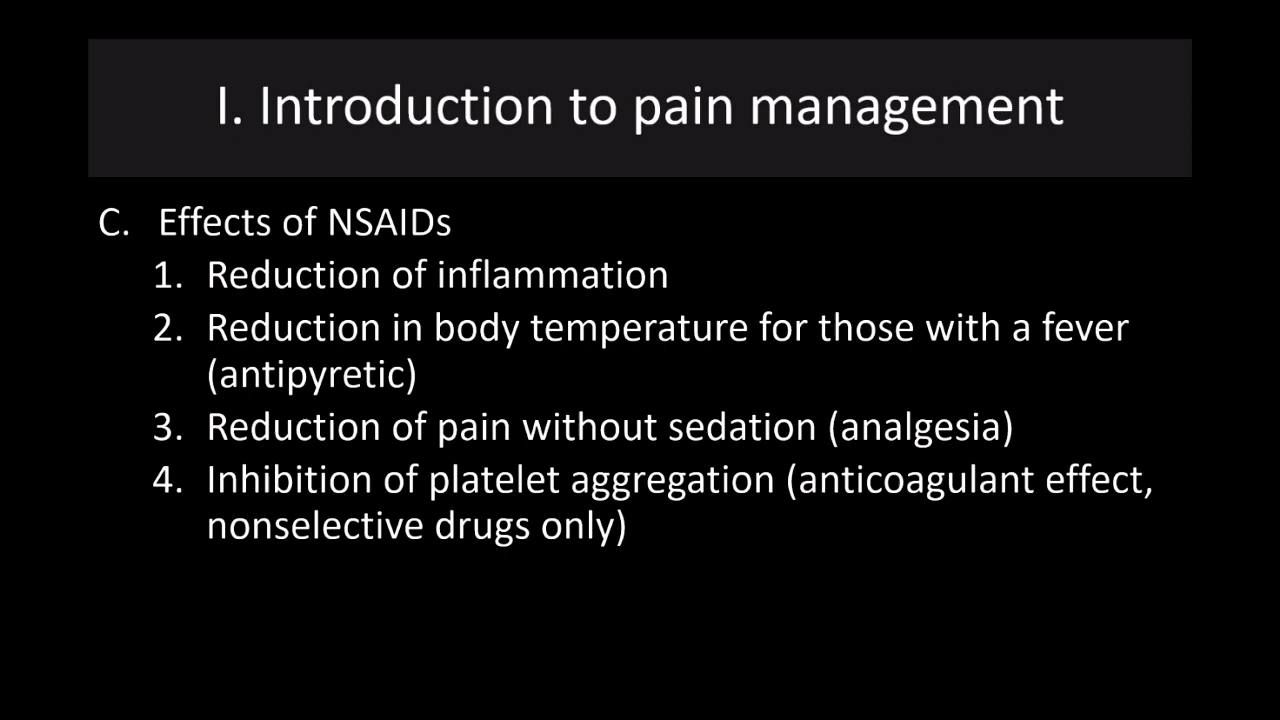 I. Introduction to pain management
C. Effects of NSAIDs
1. Reduction of inflammation
2. Reduction in body temperature for those with a fever
(antipyretic)
3. Reduction of pain without sedation (analgesia)
4. Inhibition of platelet aggregation (anticoagulant effect,
nonselective drugs only)